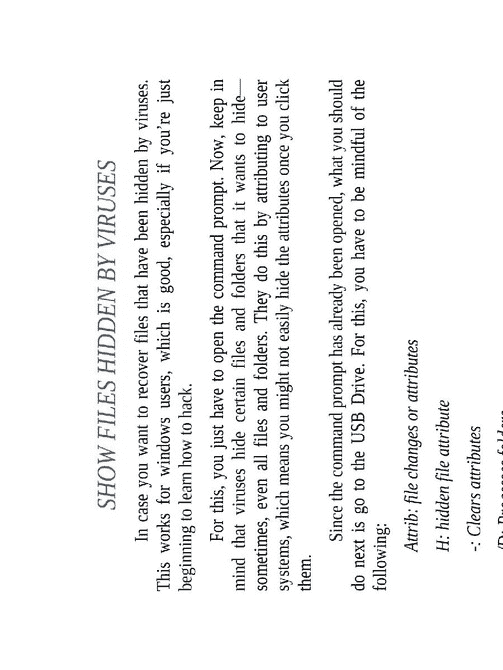 SHOW FILES HIDDEN BY VIRUSES
In case you want to recover files that have been hidden by viruses.
This works for windows users, which is good, especially if you're just
beginning to learn how to hack.
For this, you just have to open the command prompt. Now, keep in
mind that viruses hide certain files and folders that it wants to hide—
sometimes, even all files and folders. They do this by attributing to user
systems, which means you might not easily hide the attributes once you click
them.
Since the command prompt has already been opened, what you should
do next is go to the USB Drive. For this, you have to be mindful of the
following:
Attrib: file changes or attributes
H: hidden file attribute
-: Clears attributes